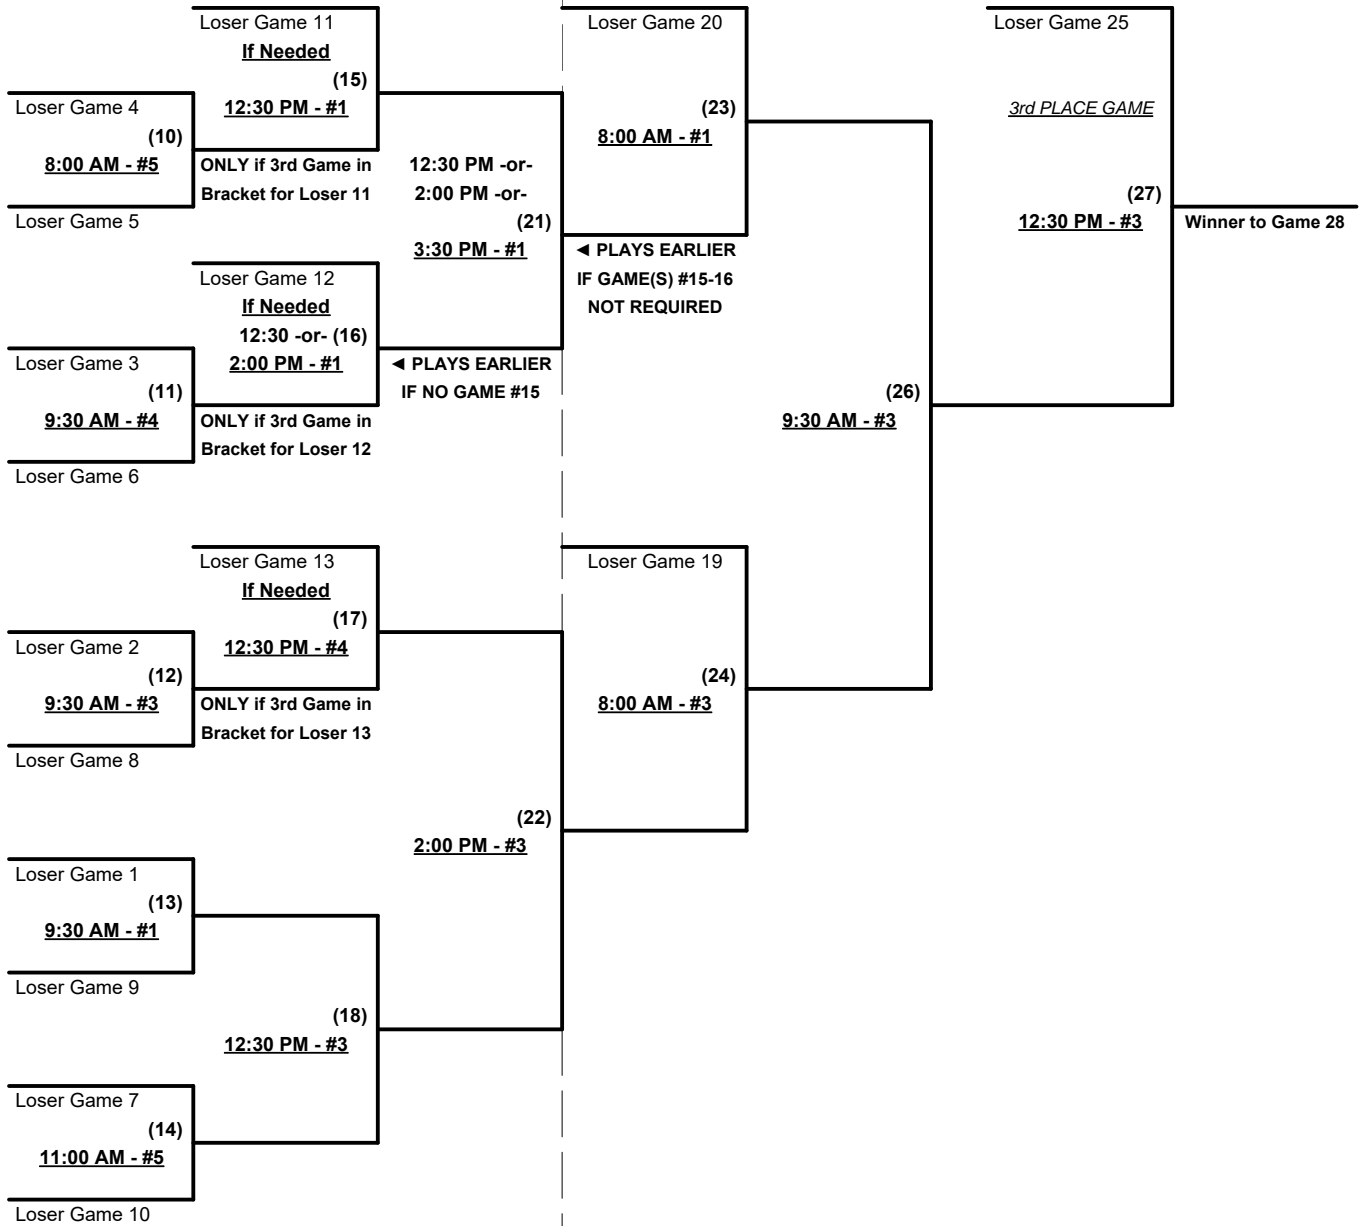 Loser Game 11
If Needed
(15)
12:30 PM - #1
Loser Game 4
(10)
8:00 AM - #5
Loser Game 5
ONLY if 3rd Game in
Bracket for Loser 11
12:30 PM -or-
2:00 PM -or-
(21)
3:30 PM - #1
Loser Game 12
If Needed
12:30 -or- (16)
2:00 PM - #1
◄ PLAYS EARLIER
IF NO GAME #15
Loser Game 3
(11)
9:30 AM - #4
Loser Game 6
ONLY if 3rd Game in
Bracket for Loser 12
Loser Game 20
(23)
8:00 AM - #1
◄ PLAYS EARLIER
IF GAME(S) #15-16
NOT REQUIRED
Loser Game 25
3rd PLACE GAME
(27)
12:30 PM - #3
Winner to Game 28
(26)
9:30 AM - #3
Loser Game 13
If Needed
(17)
12:30 PM - #4
Loser Game 2
(12)
9:30 AM - #3
Loser Game 8
ONLY if 3rd Game in
Bracket for Loser 13
Loser Game 19
(24)
8:00 AM - #3
(22)
2:00 PM - #3
Loser Game 1
(13)
9:30 AM - #1
Loser Game 9
(18)
12:30 PM - #3
Loser Game 7
(14)
11:00 AM - #5
Loser Game 10